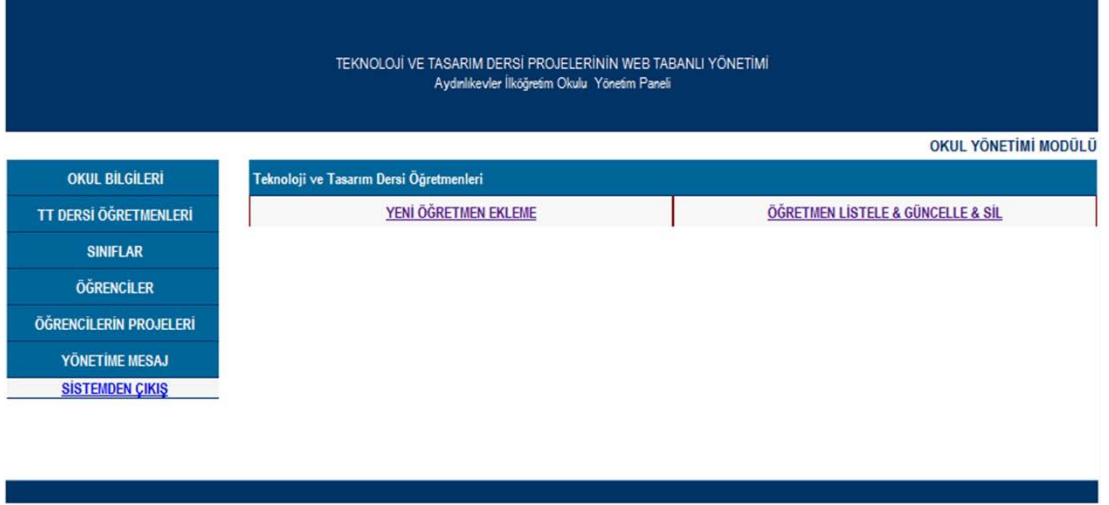 TEKNOLOJİ VE TASARIM DERSİ PROJELERİNİN WEB TABANLI YÖNETİMİ
Aydınlıkevler İlköğretim Okulu Yönetim Paneli
OKUL YÖNETİMİ MODÜLÜ
OKUL BİLGİLERİ
TT DERSİ ÖĞRETMENLERİ
SINIFLAR
ÖĞRENCİLER
ÖĞRENCİLERİN PROJELERİ
YÖNETİME MESAJ
SİSTEMDEN ÇIKIŞ
Teknoloji ve Tasarım Dersi Öğretmenleri
YENİ ÖĞRETMEN EKLEME
ÖĞRETMEN LİSTELE & GÜNCELLE & SİL